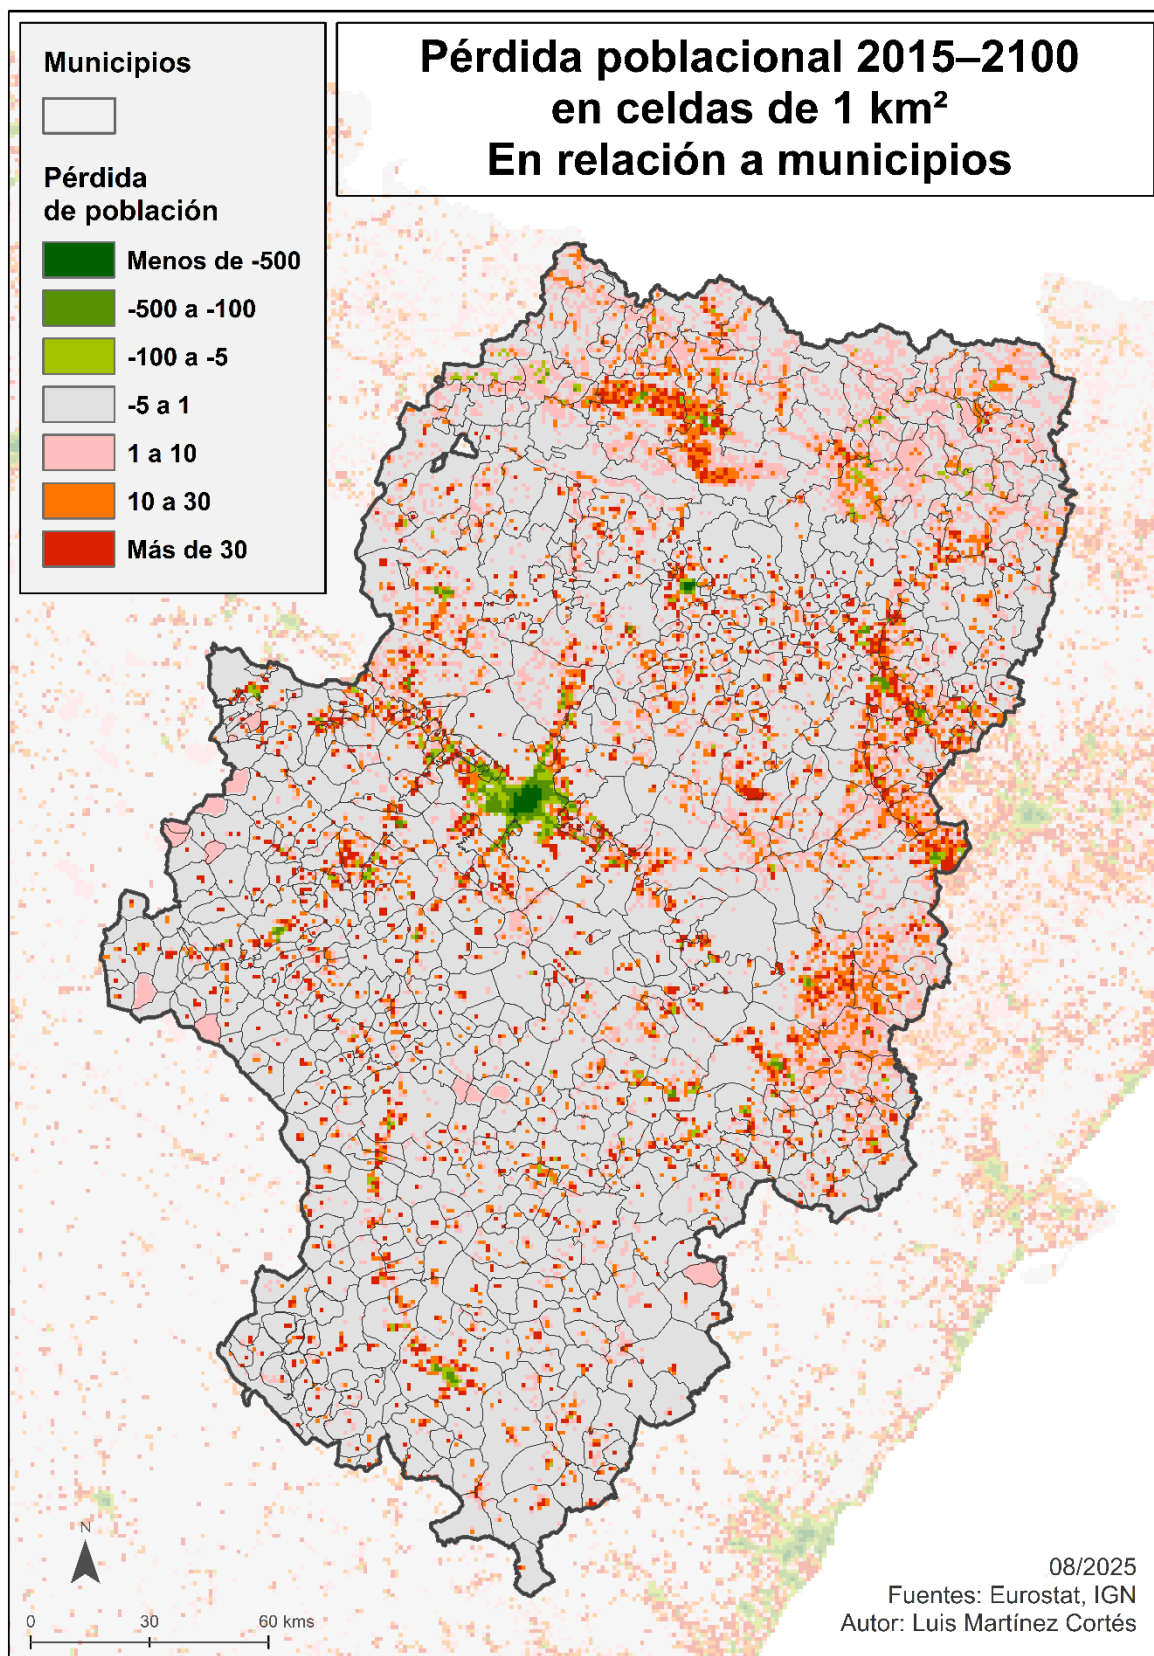 Pérdida poblacional 2015–2100
en celdas de 1 km²
En relación a municipios
Municipios
Pérdida
de población
Menos de -500
-500 a -100
-100 a -5
-5 a 1
1 a 10
10 a 30
Más de 30
N
0 30 60 kms
08/2025
Fuentes: Eurostat, IGN
Autor: Luis Martínez Cortés